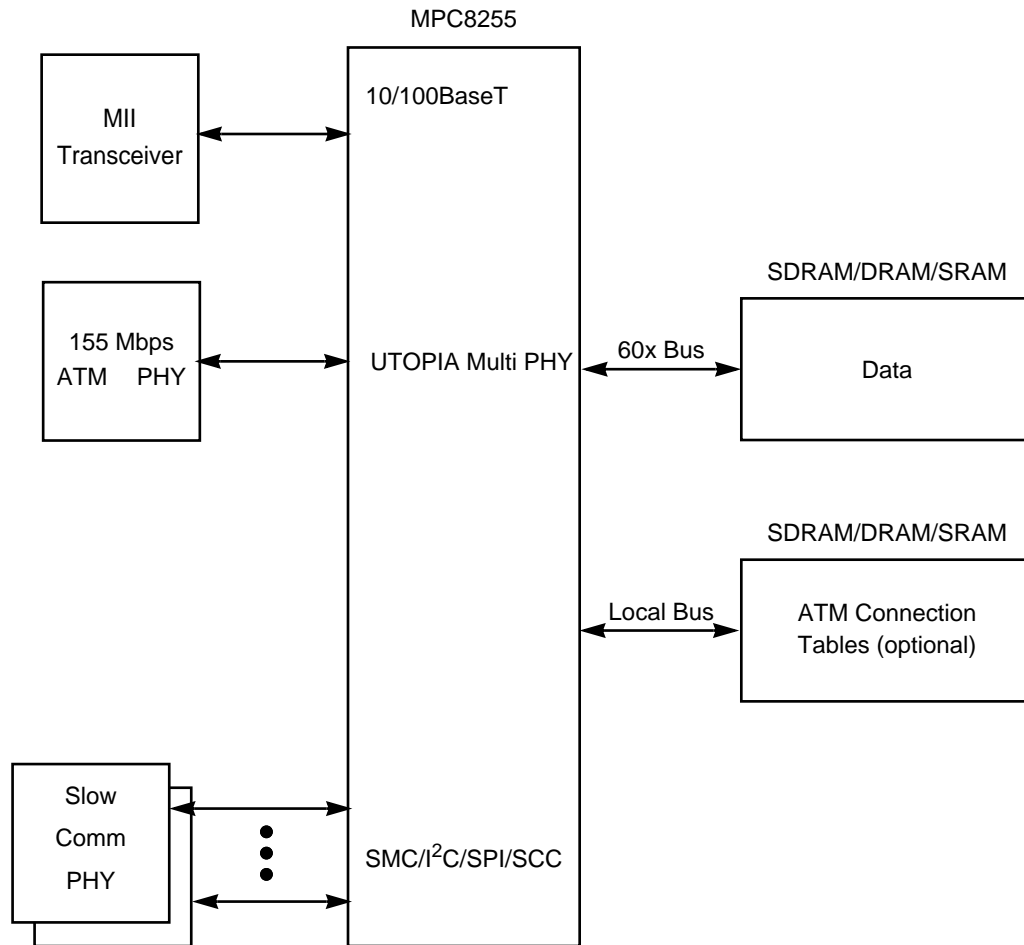 MPC8255
10/100BaseT
MII
Transceiver
SDRAM/DRAM/SRAM
155 Mbps
ATM PHY
UTOPIA Multi PHY
60x Bus
Data
SDRAM/DRAM/SRAM
Local Bus
ATM Connection
Tables (optional)
Slow
Comm
PHY
SMC/I²C/SPI/SCC